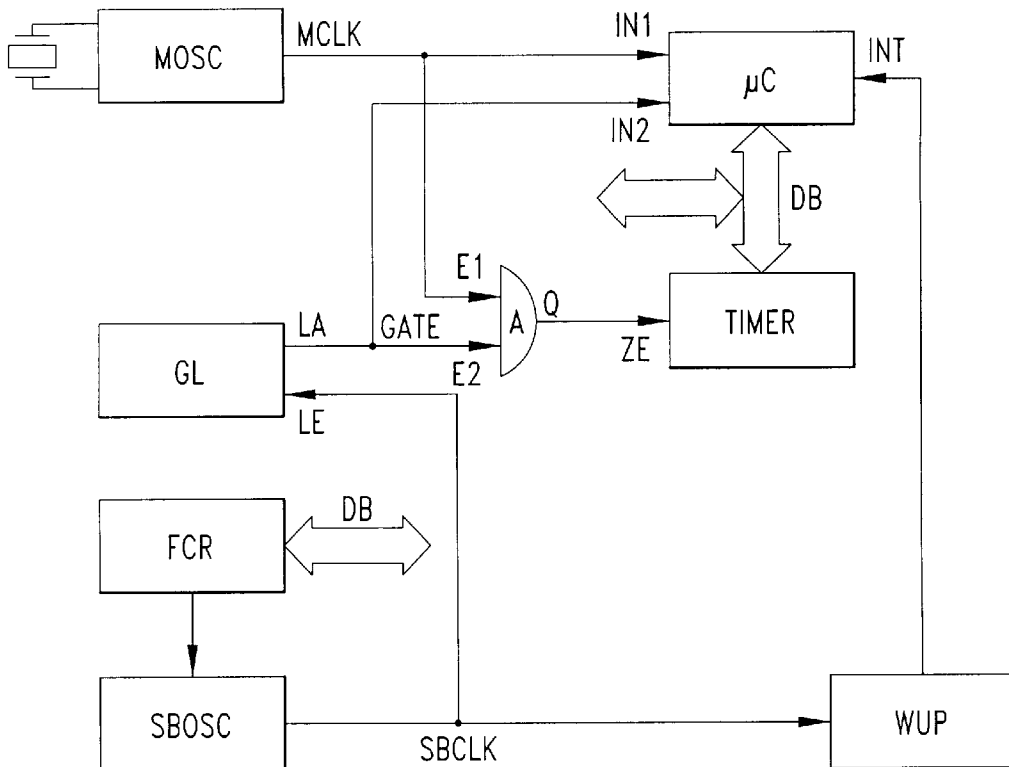 MOSC
MCLK
IN1
µC
INT
IN2
DB
E1
A
Q
TIMER
ZE
GL
LA
GATE
E2
LE
FCR
DB
SBOSC
SBCLK
WUP